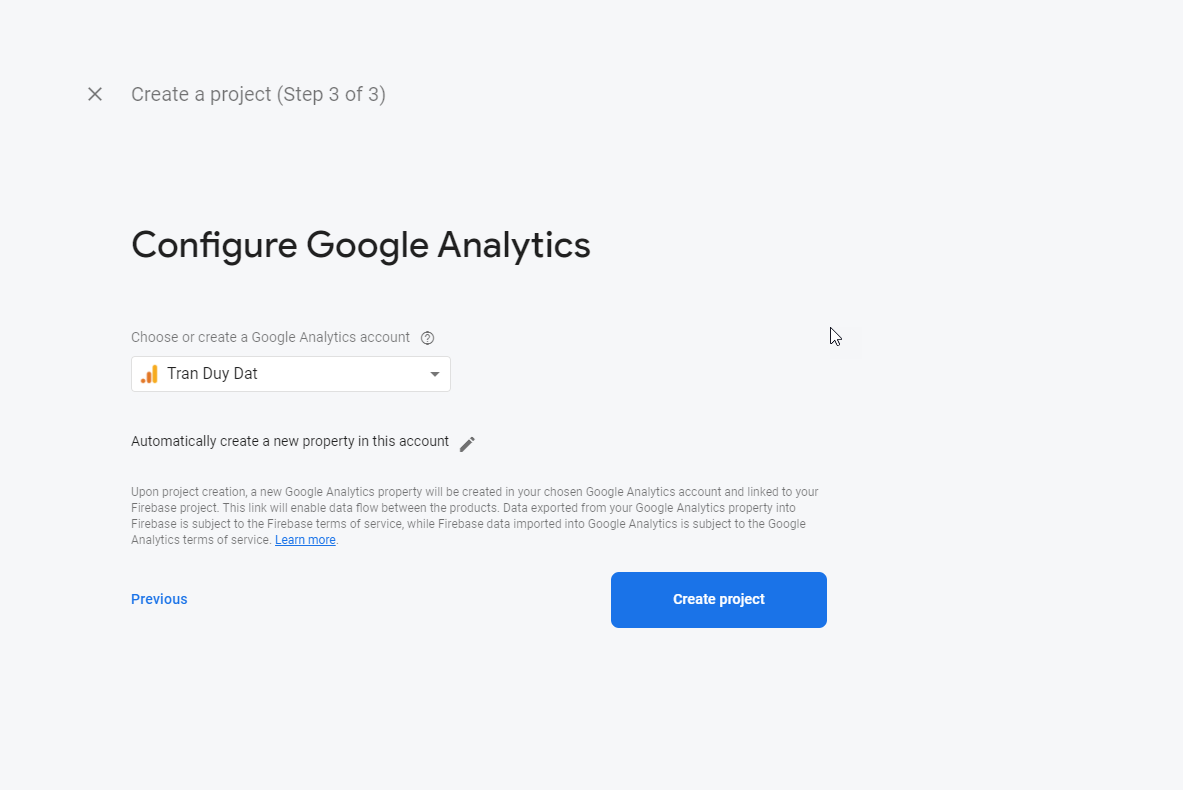 Create a project (Step 3 of 3)
Configure Google Analytics
Choose or create a Google Analytics account
Tran Duy Dat
Automatically create a new property in this account
Upon project creation, a new Google Analytics property will be created in your chosen Google Analytics account and linked to your
Firebase project. This link will enable data flow between the products. Data exported from your Google Analytics property into
Firebase is subject to the Firebase terms of service, while Firebase data imported into Google Analytics is subject to the Google
Analytics terms of service. Learn more.
Previous
Create project